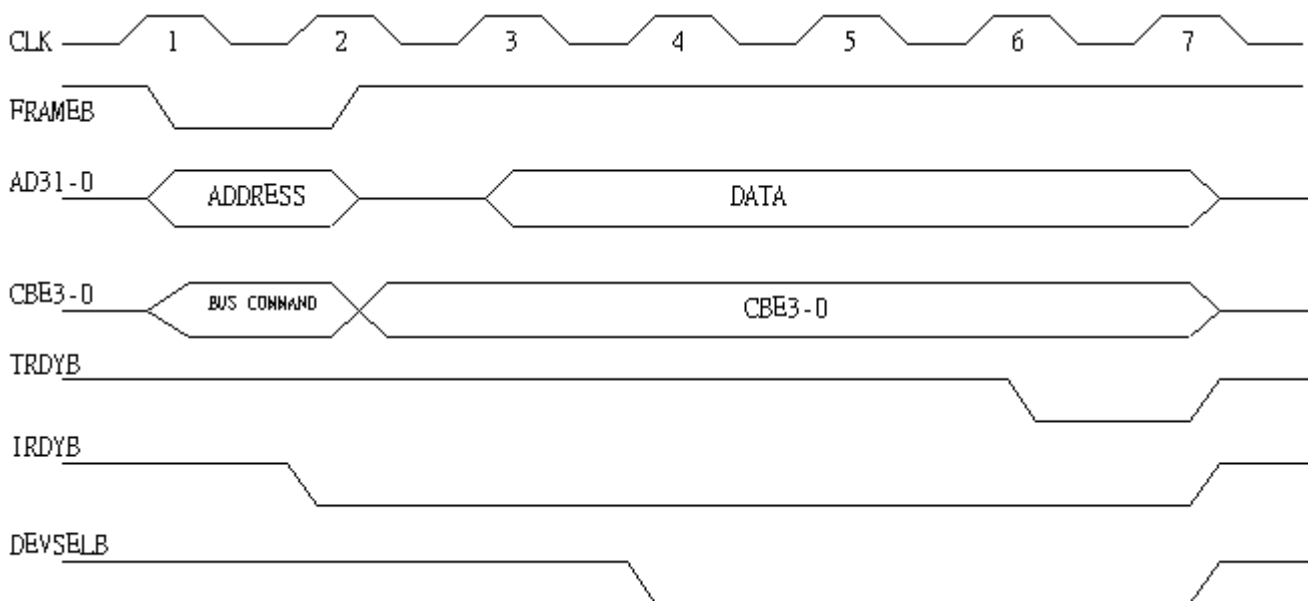 CLK 1 2 3 4 5 6 7
FRAMEB
AD31-0 ADDRESS DATA
CBE3-0 BUS COMMAND CBE3-0
TRDYB
IRDYB
DEVSELB